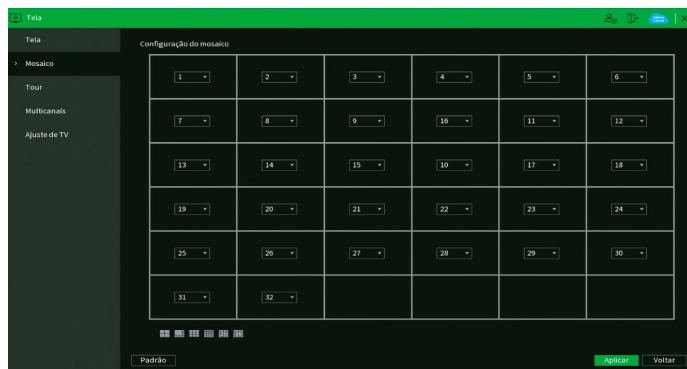 Tela
Tela
Mosaico
Tour
Multicanais
Ajuste de TV
Configuração do mosaico
1 2 3 4 5 6
7 8 9 16 11 12
13 14 15 10 17 18
19 20 21 22 23 24
25 26 27 28 29 30
31 32
Padrão Aplicar Voltar